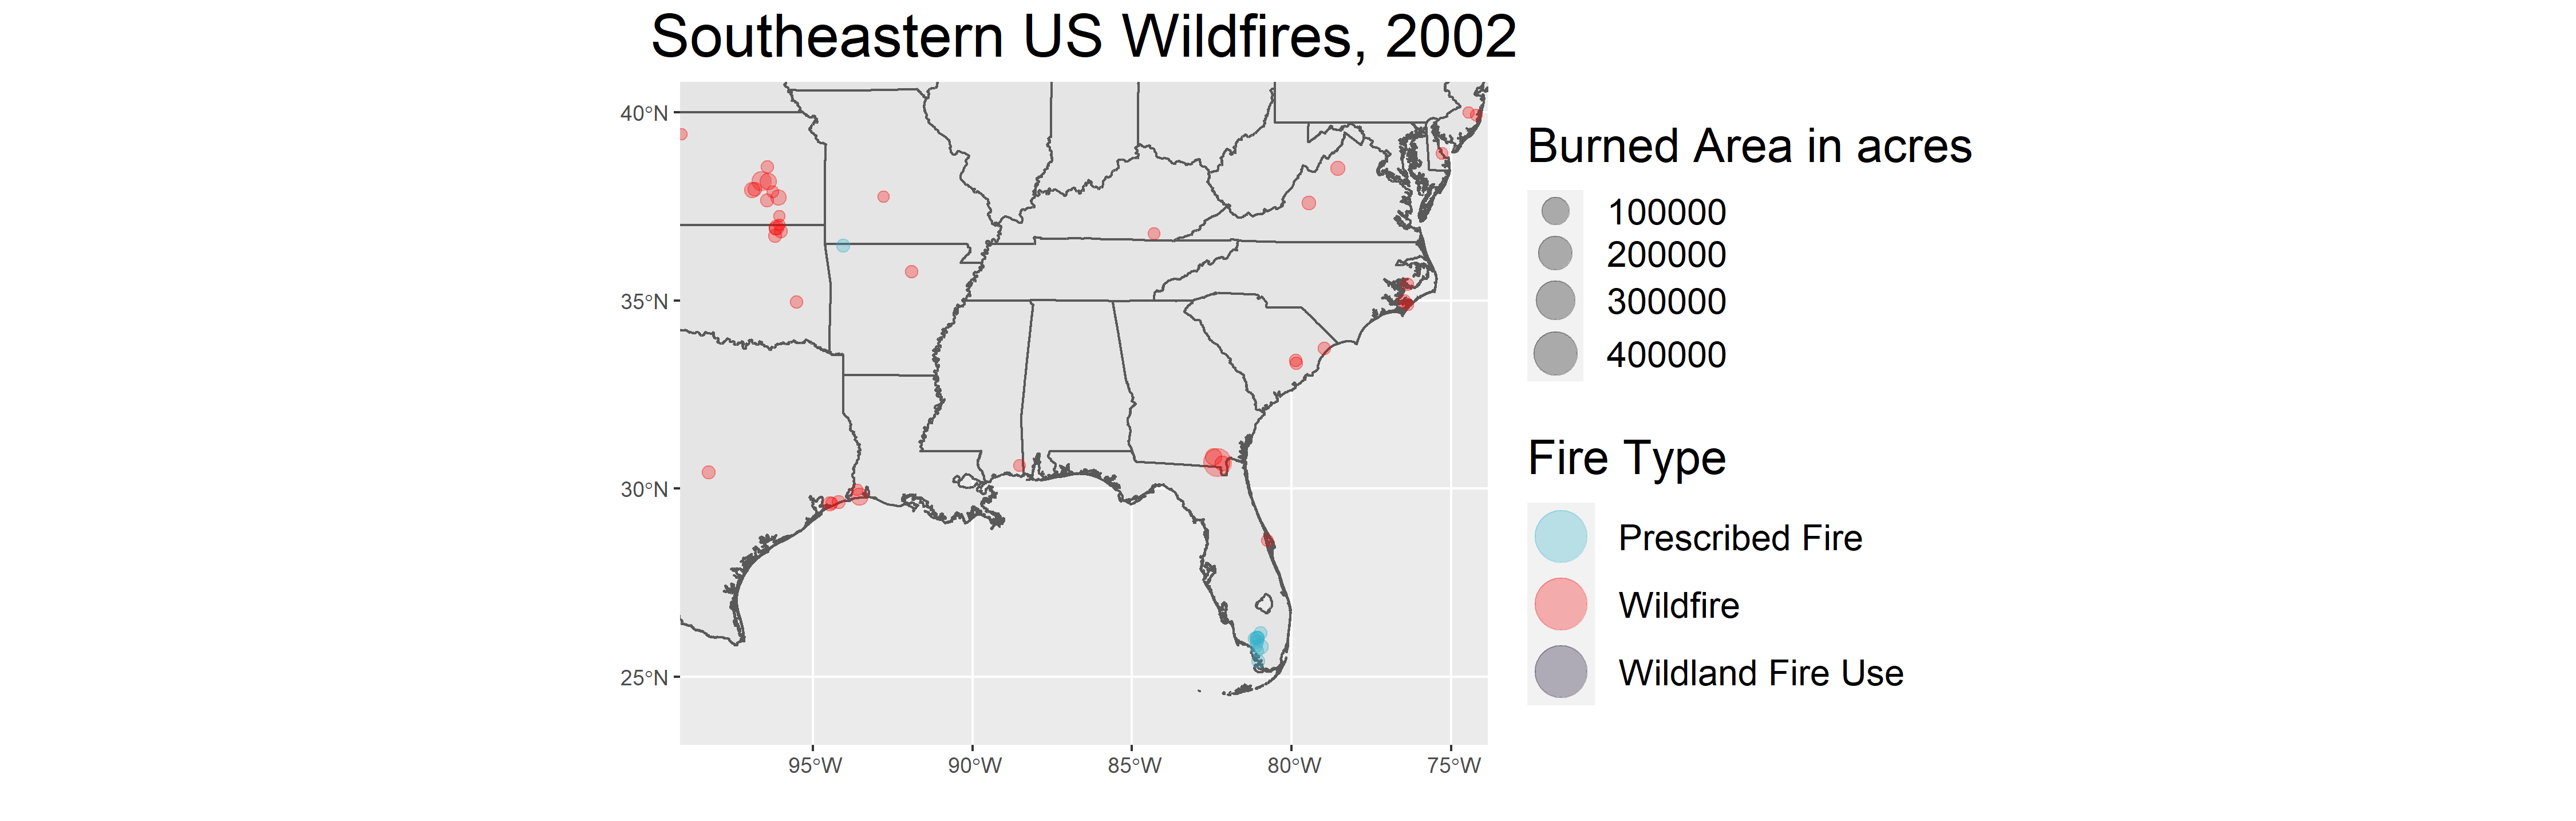 Southeastern US Wildfires, 2002
40°N
35°N
30°N
25°N
95°W
90°W
85°W
80°W
75°W
Burned Area in acres
100000
200000
300000
400000
Fire Type
Prescribed Fire
Wildfire
Wildland Fire Use